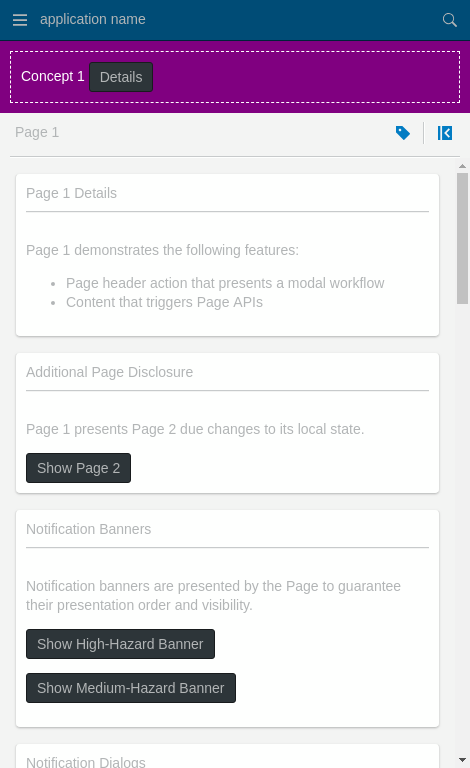 application name
Concept 1 Details
Page 1
Page 1 Details
Page 1 demonstrates the following features:
Page header action that presents a modal workflow
Content that triggers Page APIs
Additional Page Disclosure
Page 1 presents Page 2 due changes to its local state.
Show Page 2
Notification Banners
Notification banners are presented by the Page to guarantee
their presentation order and visibility.
Show High-Hazard Banner
Show Medium-Hazard Banner
Notification Dialogs